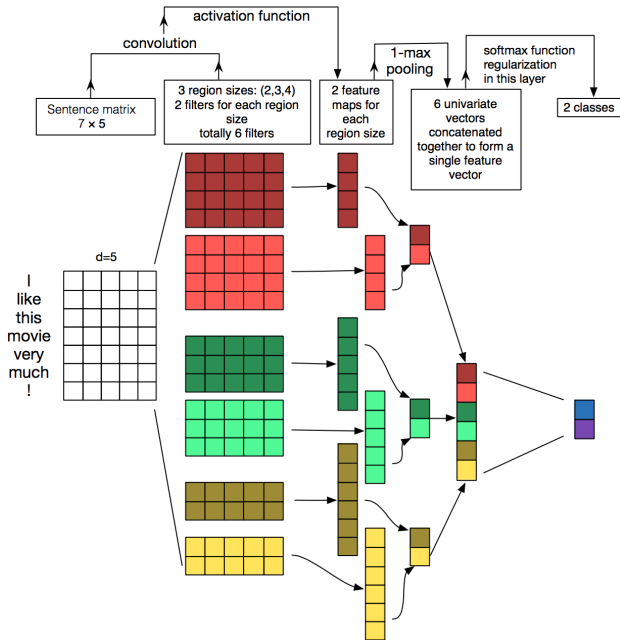 activation function
convolution
1-max
pooling
softmax function
regularization
in this layer
Sentence matrix
7 × 5
3 region sizes: (2,3,4)
2 filters for each region
size
totally 6 filters
2 feature
maps for
each
region size
6 univariate
vectors
concatenated
together to form a
single feature
vector
2 classes
d=5
I
like
this
movie
very
much
!